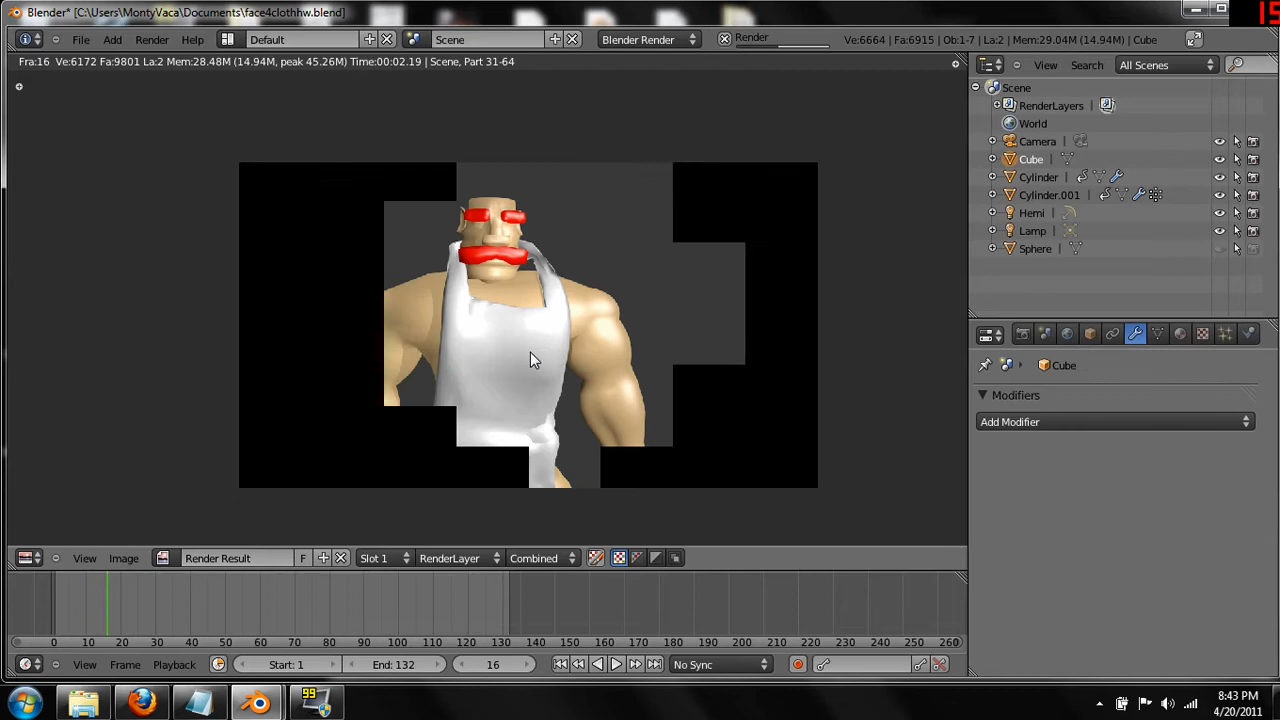 Blender* [C:\Users\MontyVaca\Documents\face4clothhw.blend]
15
File Add Render Help Default Scene Blender Render Render Ve:6664 | Fa:6915 | Ob:1-7 | La:2 | Mem:29.04M (14.94M) | Cube
Fra:16 Ve:6172 Fa:9801 La:2 Mem:28.48M (14.94M, peak 45.26M) Time:00:02.19 | Scene, Part 31-64
View Search All Scenes
Scene
RenderLayers
World
Camera
Cube
Cylinder
Cylinder.001
Hemi
Lamp
Sphere
Cube
Modifiers
Add Modifier
View Image Render Result F Slot 1 RenderLayer Combined
0 10 20 30 40 50 60 70 80 90 100 110 120 130 140 150 160 170 180 190 200 210 220 230 240 250 260
View Frame Playback Start: 1 End: 132 16 No Sync
99
8:43 PM
4/20/2011